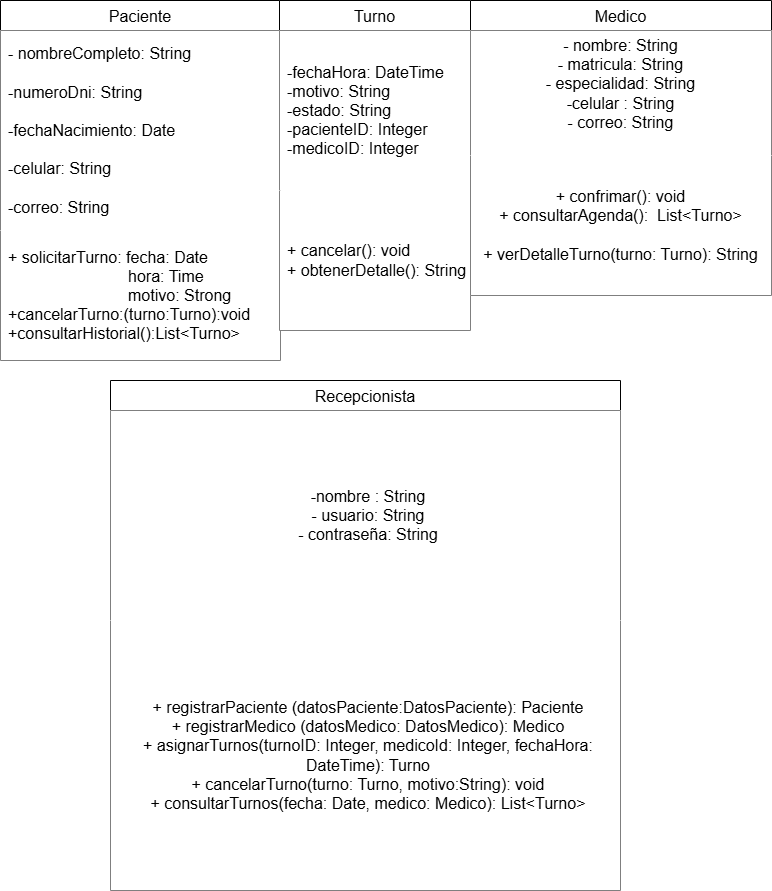 Paciente
- nombreCompleto: String
-numeroDni: String
-fechaNacimiento: Date
-celular: String
-correo: String
+ solicitarTurno: fecha: Date
hora: Time
motivo: Strong
+cancelarTurno:(turno:Turno):void
+consultarHistorial():List<Turno>
Turno
-fechaHora: DateTime
-motivo: String
-estado: String
-pacienteID: Integer
-medicoID: Integer
+ cancelar(): void
+ obtenerDetalle(): String
Medico
- nombre: String
- matricula: String
- especialidad: String
-celular : String
- correo: String
+ confrimar(): void
+ consultarAgenda():  List<Turno>
+ verDetalleTurno(turno: Turno): String
Recepcionista
-nombre : String
- usuario: String
- contraseña: String
+ registrarPaciente (datosPaciente:DatosPaciente): Paciente
+ registrarMedico (datosMedico: DatosMedico): Medico
+ asignarTurnos(turnoID: Integer, medicoId: Integer, fechaHora:
DateTime): Turno
+ cancelarTurno(turno: Turno, motivo:String): void
+ consultarTurnos(fecha: Date, medico: Medico): List<Turno>